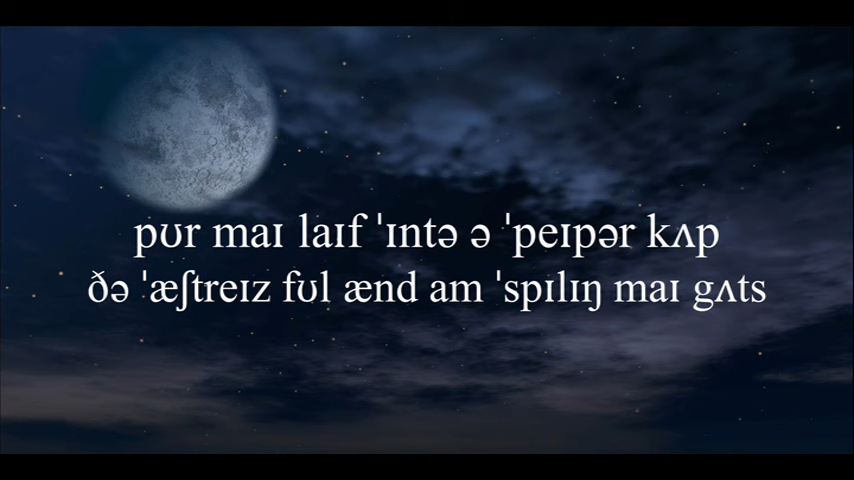 pʊr maɪ laɪf ˈɪntə ə ˈpeɪpər kʌp
ðə ˈæʃtreɪz fʊl ænd am ˈspɪlɪŋ maɪ gʌts